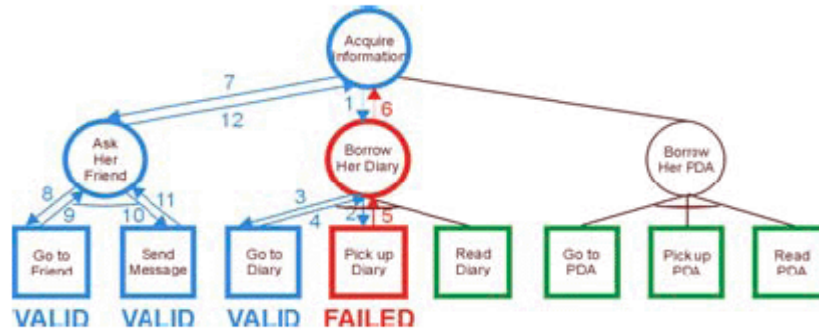 Acquire
Information
7
12
1
6
Ask
Her
Friend
Borrow
Her Diary
Borrow
Her PDA
8
9
10
11
3
4
2
5
Go to
Friend
Send
Message
Go to
Diary
Pick up
Diary
Read
Diary
Go to
PDA
Pick up
PDA
Read
PDA
VALID
VALID
VALID
FAILED